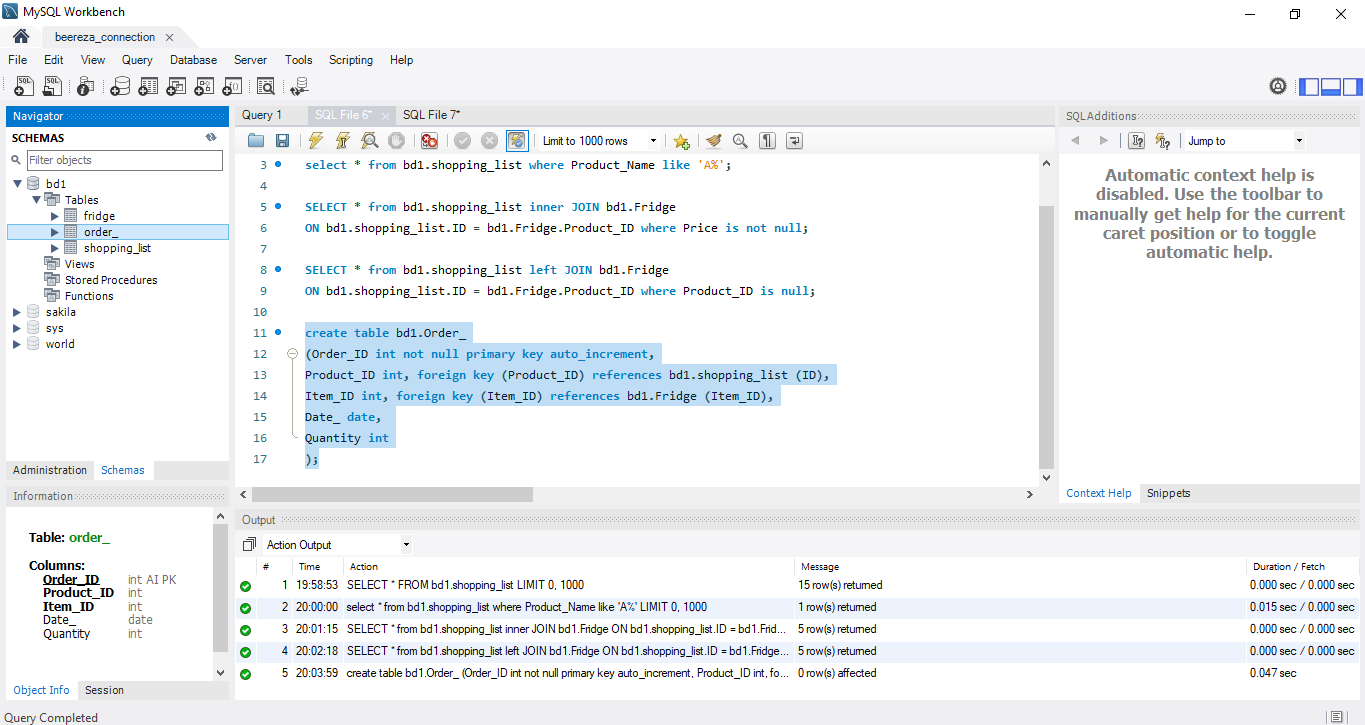 MySQL Workbench
beereza_connection
File Edit View Query Database Server Tools Scripting Help
Navigator
SCHEMAS
Filter objects
bd1
Tables
fridge
order_
shopping_list
Views
Stored Procedures
Functions
sakila
sys
world
Administration Schemas
Information
Table: order_
Columns:
Order_ID int AI PK
Product_ID int
Item_ID int
Date_ date
Quantity int
Object Info Session
Query 1 SQL File 6* SQL File 7*
Limit to 1000 rows
3 select * from bd1.shopping_list where Product_Name like 'A%';
4
5 SELECT * from bd1.shopping_list inner JOIN bd1.Fridge
6 ON bd1.shopping_list.ID = bd1.Fridge.Product_ID where Price is not null;
7
8 SELECT * from bd1.shopping_list left JOIN bd1.Fridge
9 ON bd1.shopping_list.ID = bd1.Fridge.Product_ID where Product_ID is null;
10
11 create table bd1.Order_
12 (Order_ID int not null primary key auto_increment,
13 Product_ID int, foreign key (Product_ID) references bd1.shopping_list (ID),
14 Item_ID int, foreign key (Item_ID) references bd1.Fridge (Item_ID),
15 Date_ date,
16 Quantity int
17 );
SQLAdditions
Jump to
Automatic context help is
disabled. Use the toolbar to
manually get help for the current
caret position or to toggle
automatic help.
Context Help Snippets
Output
Action Output
# Time Action Message Duration / Fetch
1 19:58:53 SELECT * FROM bd1.shopping_list LIMIT 0, 1000 15 row(s) returned 0.000 sec / 0.000 sec
2 20:00:00 select * from bd1.shopping_list where Product_Name like 'A%' LIMIT 0, 1000 1 row(s) returned 0.015 sec / 0.000 sec
3 20:01:15 SELECT * from bd1.shopping_list inner JOIN bd1.Fridge ON bd1.shopping_list.ID = bd1.Frid... 5 row(s) returned 0.000 sec / 0.000 sec
4 20:02:18 SELECT * from bd1.shopping_list left JOIN bd1.Fridge ON bd1.shopping_list.ID = bd1.Fridge... 5 row(s) returned 0.000 sec / 0.000 sec
5 20:03:59 create table bd1.Order_ (Order_ID int not null primary key auto_increment, Product_ID int, fo... 0 row(s) affected 0.047 sec
Query Completed